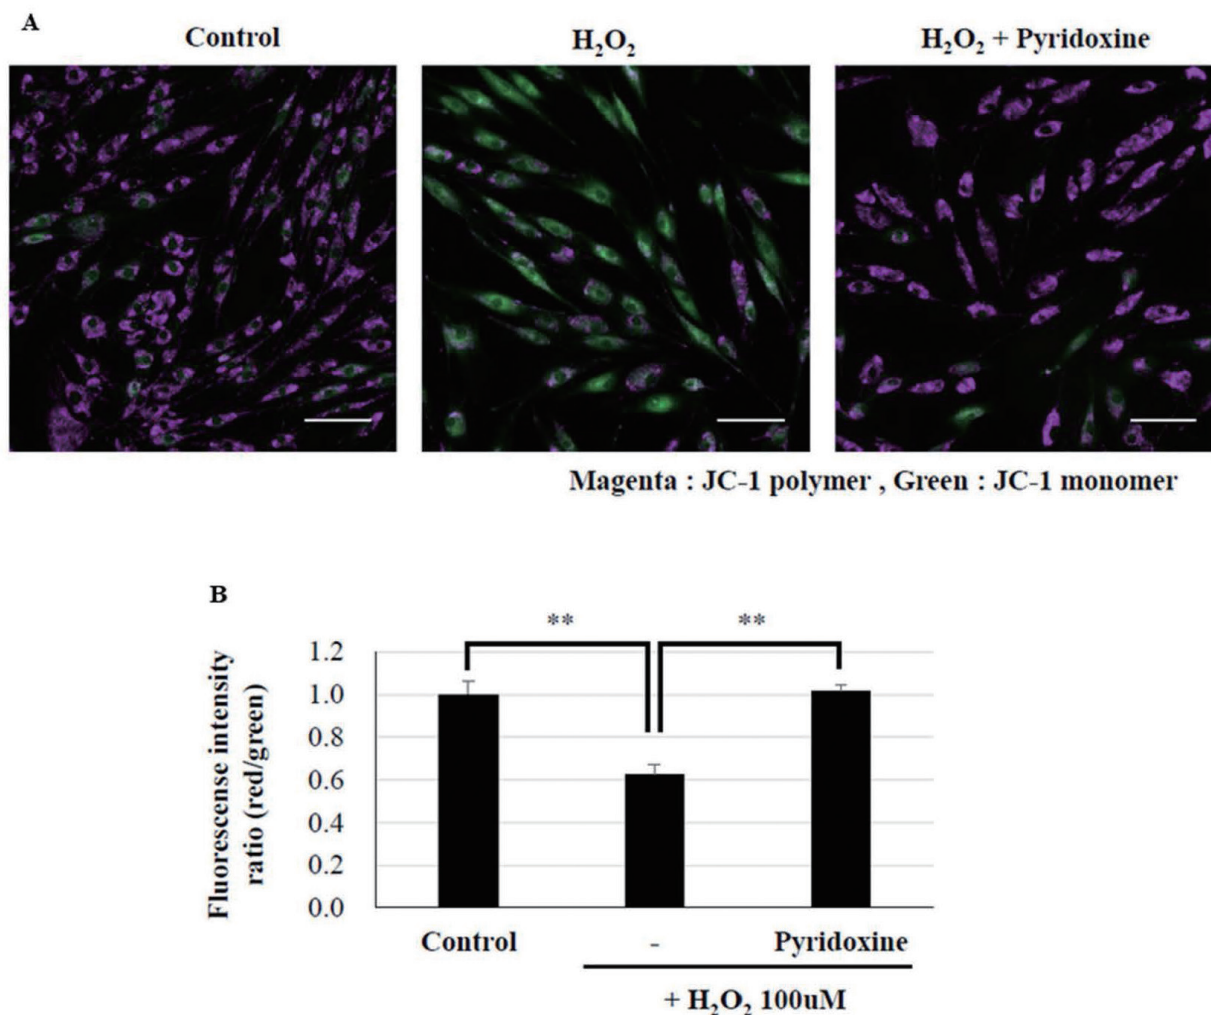 A
Control
H₂O₂
H₂O₂ + Pyridoxine
Magenta : JC-1 polymer , Green : JC-1 monomer
B
** **
Fluorescense intensity
ratio (red/green)
1.2
1.0
0.8
0.6
0.4
0.2
0.0
Control - Pyridoxine
+ H₂O₂ 100uM